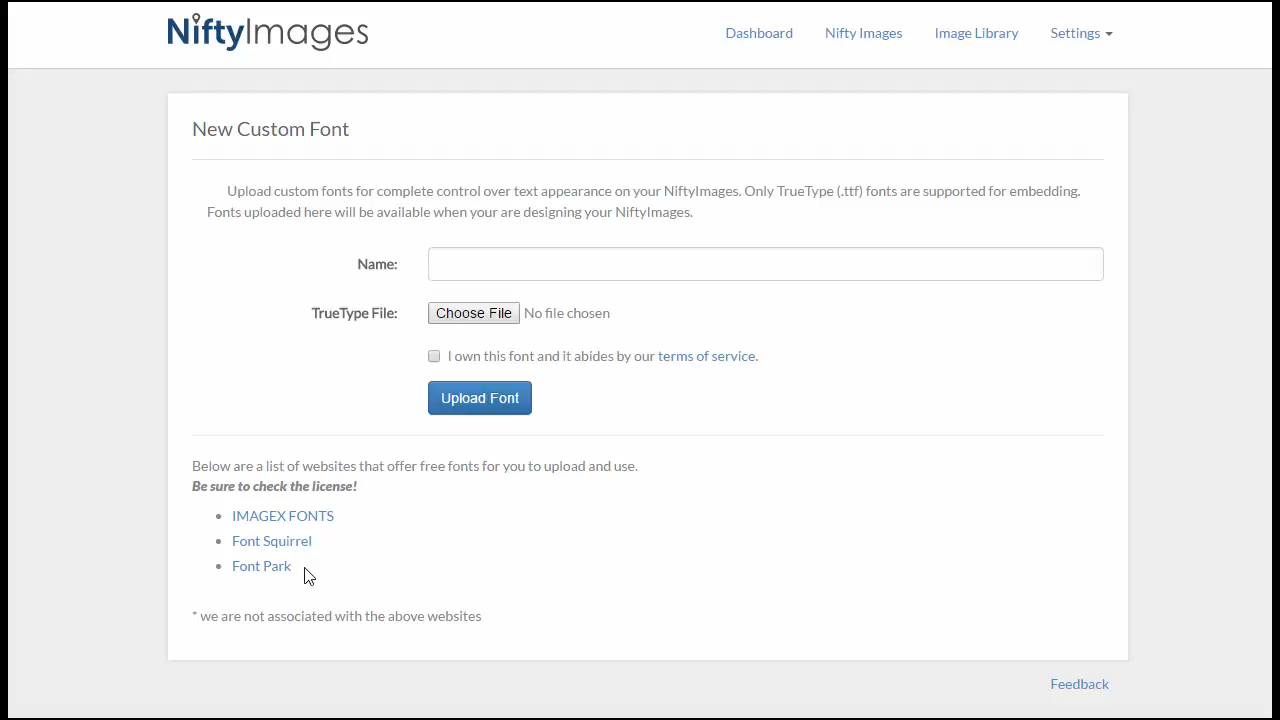 NiftyImages
Dashboard
Nifty Images
Image Library
Settings
New Custom Font
Upload custom fonts for complete control over text appearance on your NiftyImages. Only TrueType (.ttf) fonts are supported for embedding.
Fonts uploaded here will be available when your are designing your NiftyImages.
Name:
TrueType File:
Choose File No file chosen
I own this font and it abides by our terms of service.
Upload Font
Below are a list of websites that offer free fonts for you to upload and use.
Be sure to check the license!
IMAGEX FONTS
Font Squirrel
Font Park
* we are not associated with the above websites
Feedback